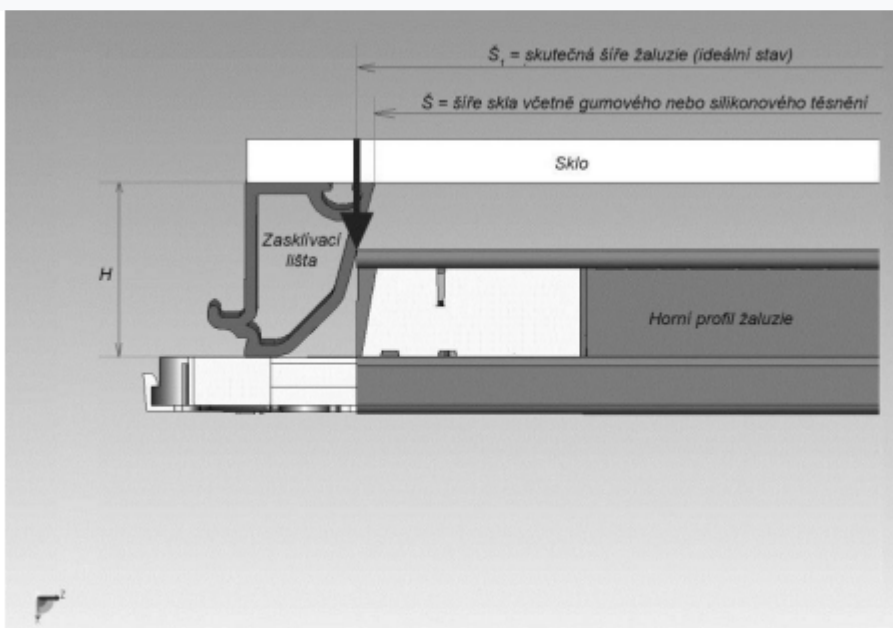 Š₁ = skutečná šíře žaluzie (ideální stav)
Š = šíře skla včetně gumového nebo silikonového těsnění
Sklo
Zasklívací
lišta
H
Horní profil žaluzie
Z
Y